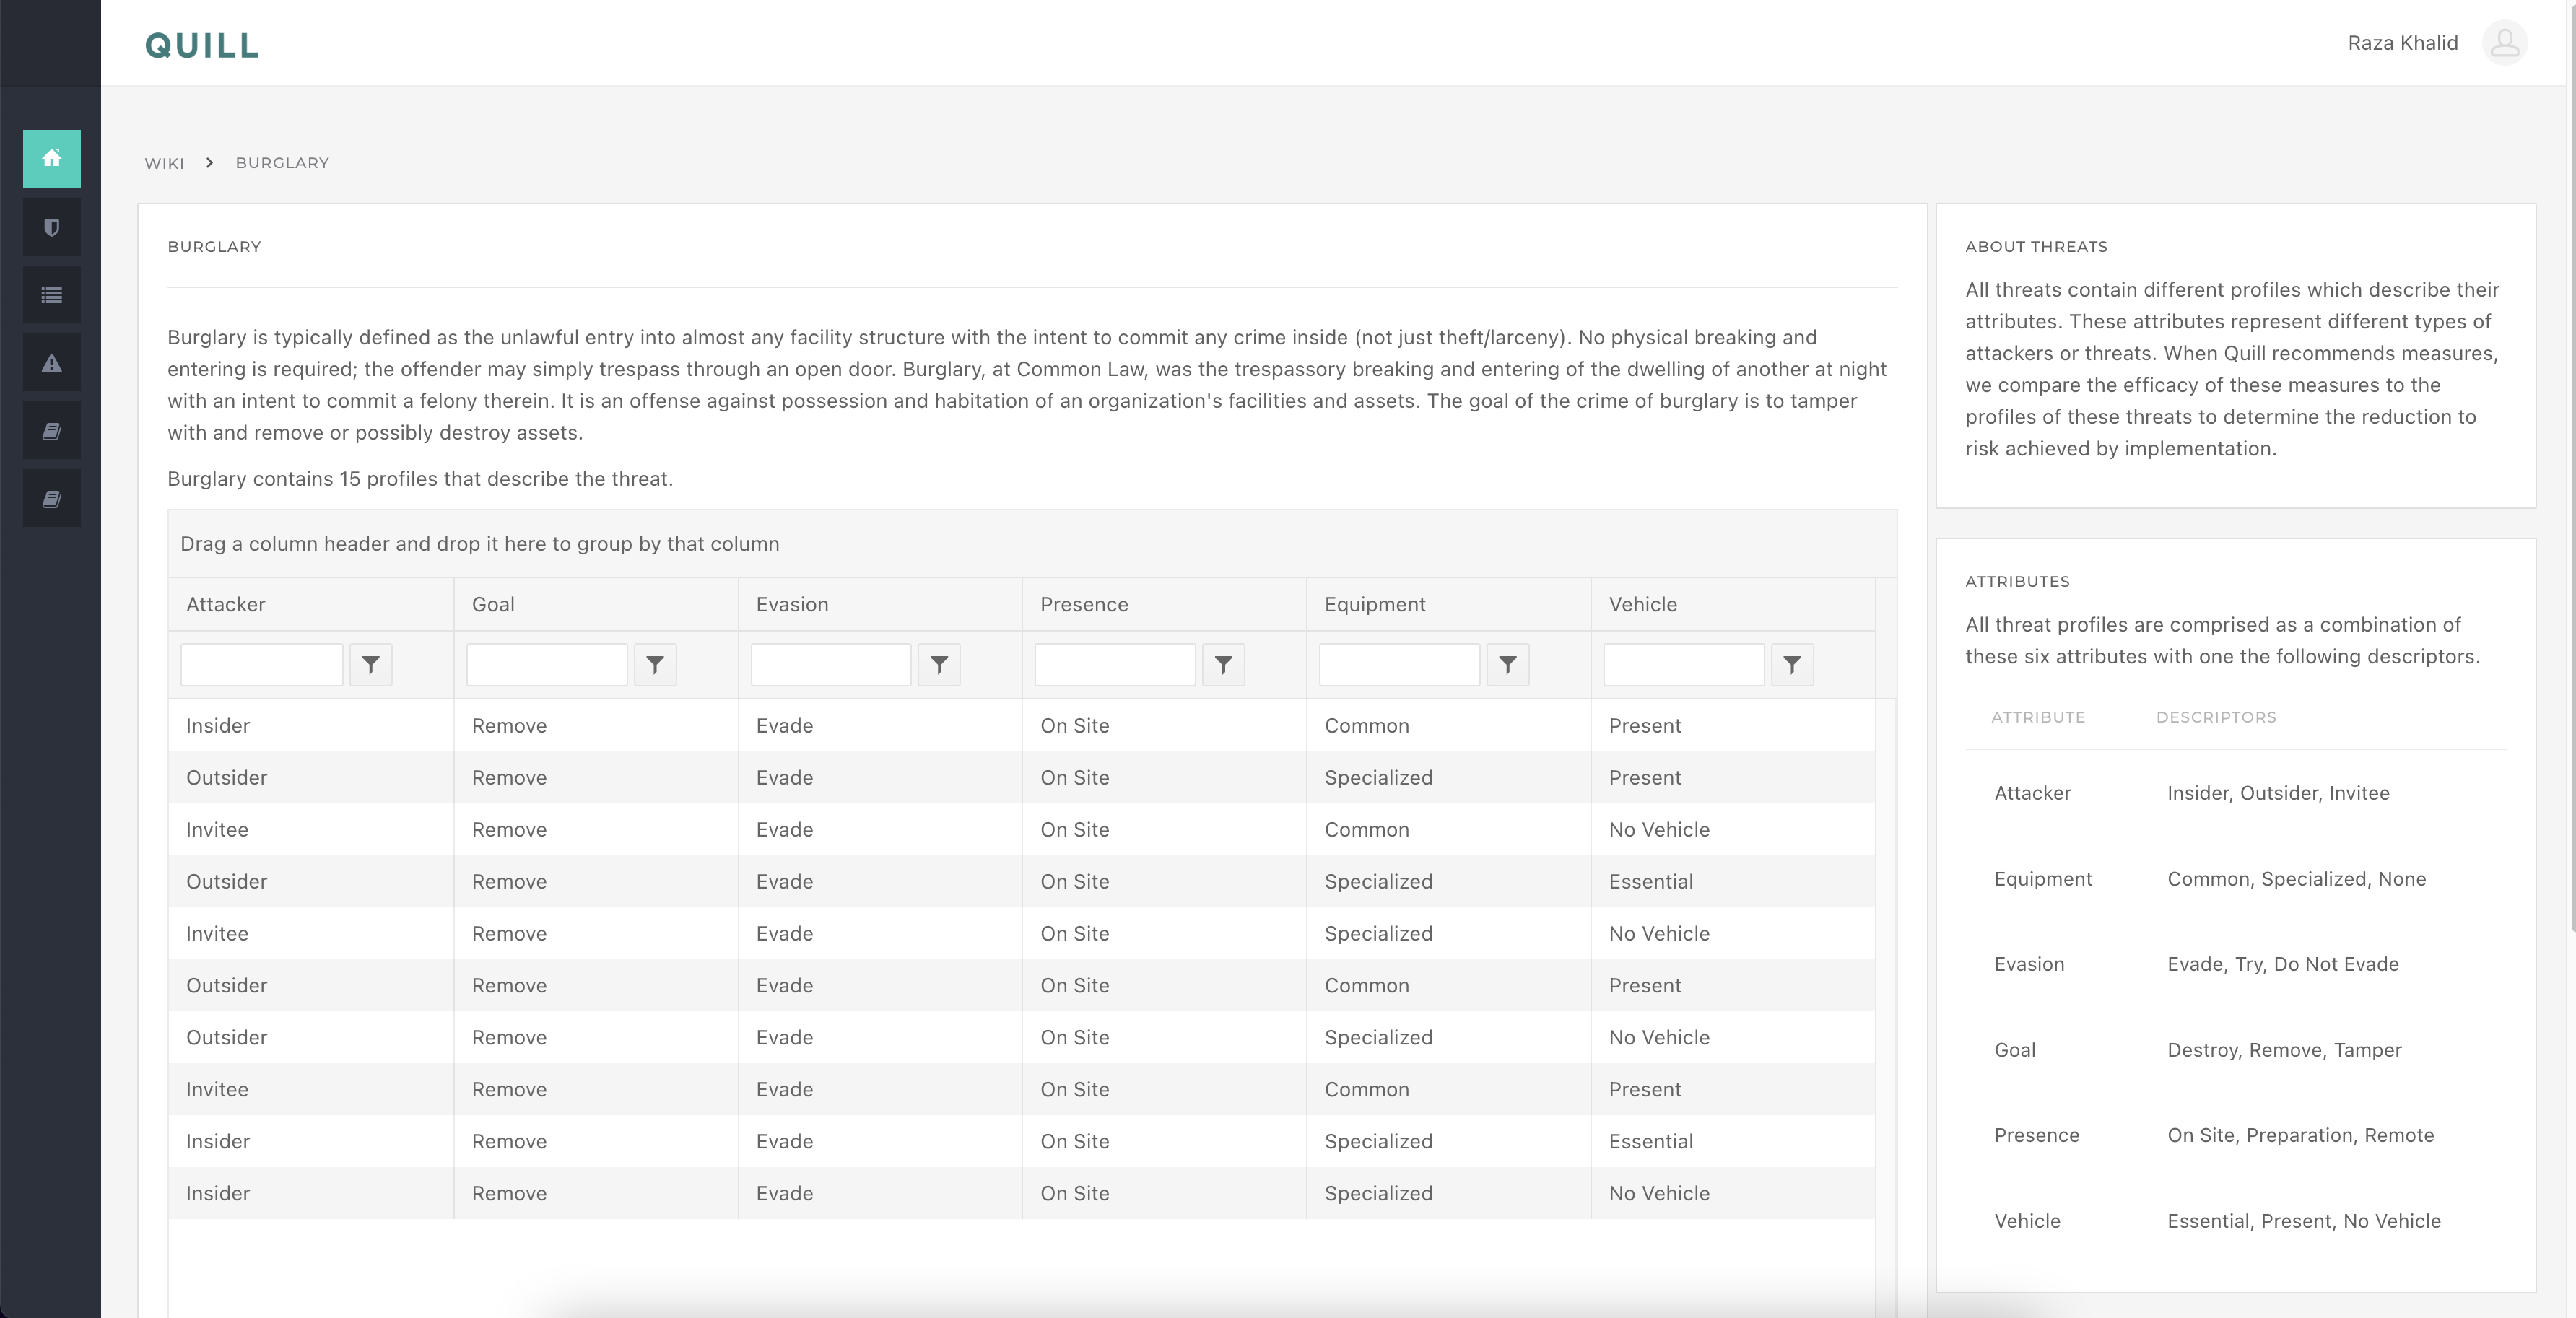 QUILL
Raza Khalid
WIKI > BURGLARY
BURGLARY
Burglary is typically defined as the unlawful entry into almost any facility structure with the intent to commit any crime inside (not just theft/larceny). No physical breaking and
entering is required; the offender may simply trespass through an open door. Burglary, at Common Law, was the trespassory breaking and entering of the dwelling of another at night
with an intent to commit a felony therein. It is an offense against possession and habitation of an organization's facilities and assets. The goal of the crime of burglary is to tamper
with and remove or possibly destroy assets.
Burglary contains 15 profiles that describe the threat.
Drag a column header and drop it here to group by that column
Attacker Goal Evasion Presence Equipment Vehicle
Insider Remove Evade On Site Common Present
Outsider Remove Evade On Site Specialized Present
Invitee Remove Evade On Site Common No Vehicle
Outsider Remove Evade On Site Specialized Essential
Invitee Remove Evade On Site Specialized No Vehicle
Outsider Remove Evade On Site Common Present
Outsider Remove Evade On Site Specialized No Vehicle
Invitee Remove Evade On Site Common Present
Insider Remove Evade On Site Specialized Essential
Insider Remove Evade On Site Specialized No Vehicle
ABOUT THREATS
All threats contain different profiles which describe their
attributes. These attributes represent different types of
attackers or threats. When Quill recommends measures,
we compare the efficacy of these measures to the
profiles of these threats to determine the reduction to
risk achieved by implementation.
ATTRIBUTES
All threat profiles are comprised as a combination of
these six attributes with one the following descriptors.
ATTRIBUTE DESCRIPTORS
Attacker Insider, Outsider, Invitee
Equipment Common, Specialized, None
Evasion Evade, Try, Do Not Evade
Goal Destroy, Remove, Tamper
Presence On Site, Preparation, Remote
Vehicle Essential, Present, No Vehicle